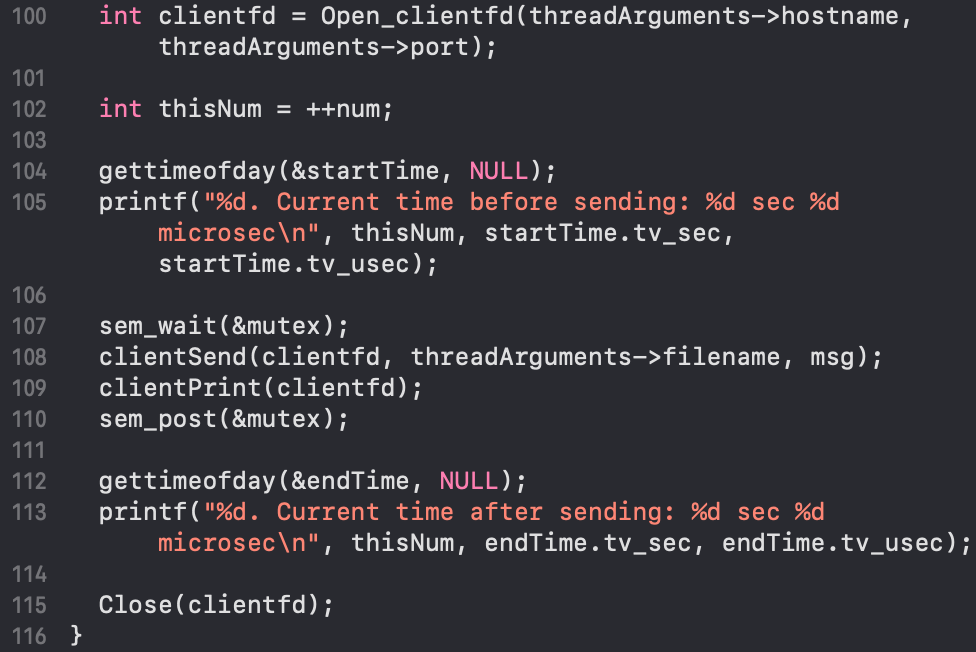 100 int clientfd = Open_clientfd(threadArguments->hostname,
threadArguments->port);
101
102 int thisNum = ++num;
103
104 gettimeofday(&startTime, NULL);
105 printf("%d. Current time before sending: %d sec %d
microsec\n", thisNum, startTime.tv_sec,
startTime.tv_usec);
106
107 sem_wait(&mutex);
108 clientSend(clientfd, threadArguments->filename, msg);
109 clientPrint(clientfd);
110 sem_post(&mutex);
111
112 gettimeofday(&endTime, NULL);
113 printf("%d. Current time after sending: %d sec %d
microsec\n", thisNum, endTime.tv_sec, endTime.tv_usec);
114
115 Close(clientfd);
116 }